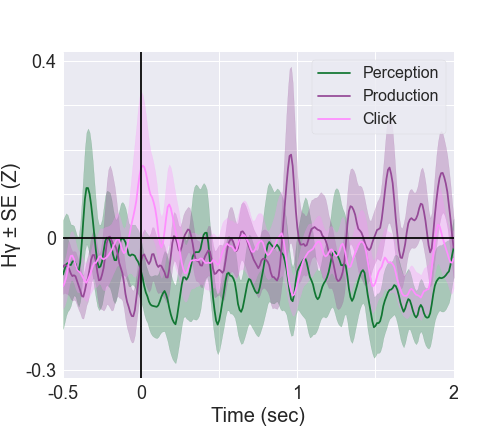 0.4
Perception
Production
Click
Hγ ± SE (Z)
0
-0.3
-0.5
0
1
2
Time (sec)